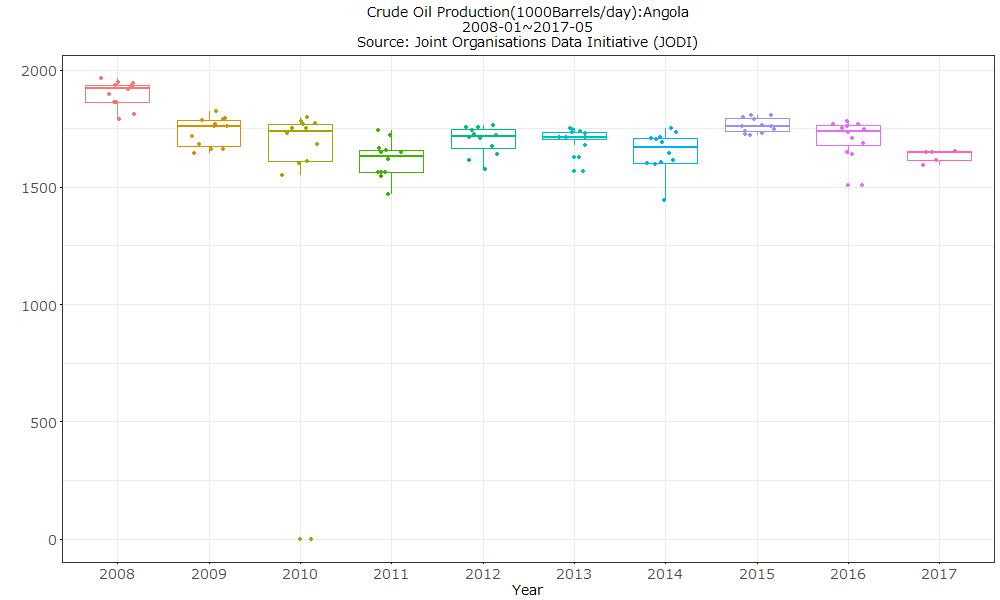 Crude Oil Production(1000Barrels/day):Angola
2008-01~2017-05
Source: Joint Organisations Data Initiative (JODI)
2000
1500
1000
500
0
2008 2009 2010 2011 2012 2013 2014 2015 2016 2017
Year